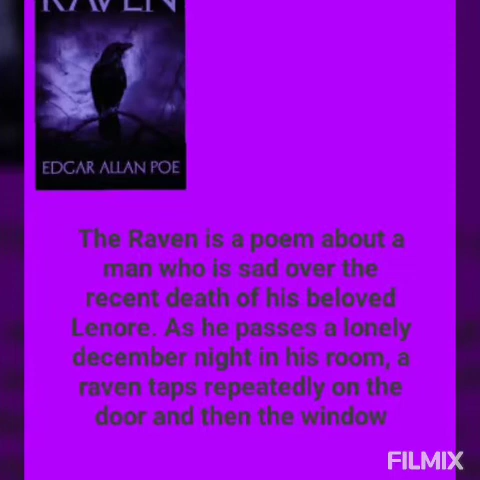 RAVEN
EDGAR ALLAN POE
The Raven is a poem about a
man who is sad over the
recent death of his beloved
Lenore. As he passes a lonely
december night in his room, a
raven taps repeatedly on the
door and then the window
FILMIX